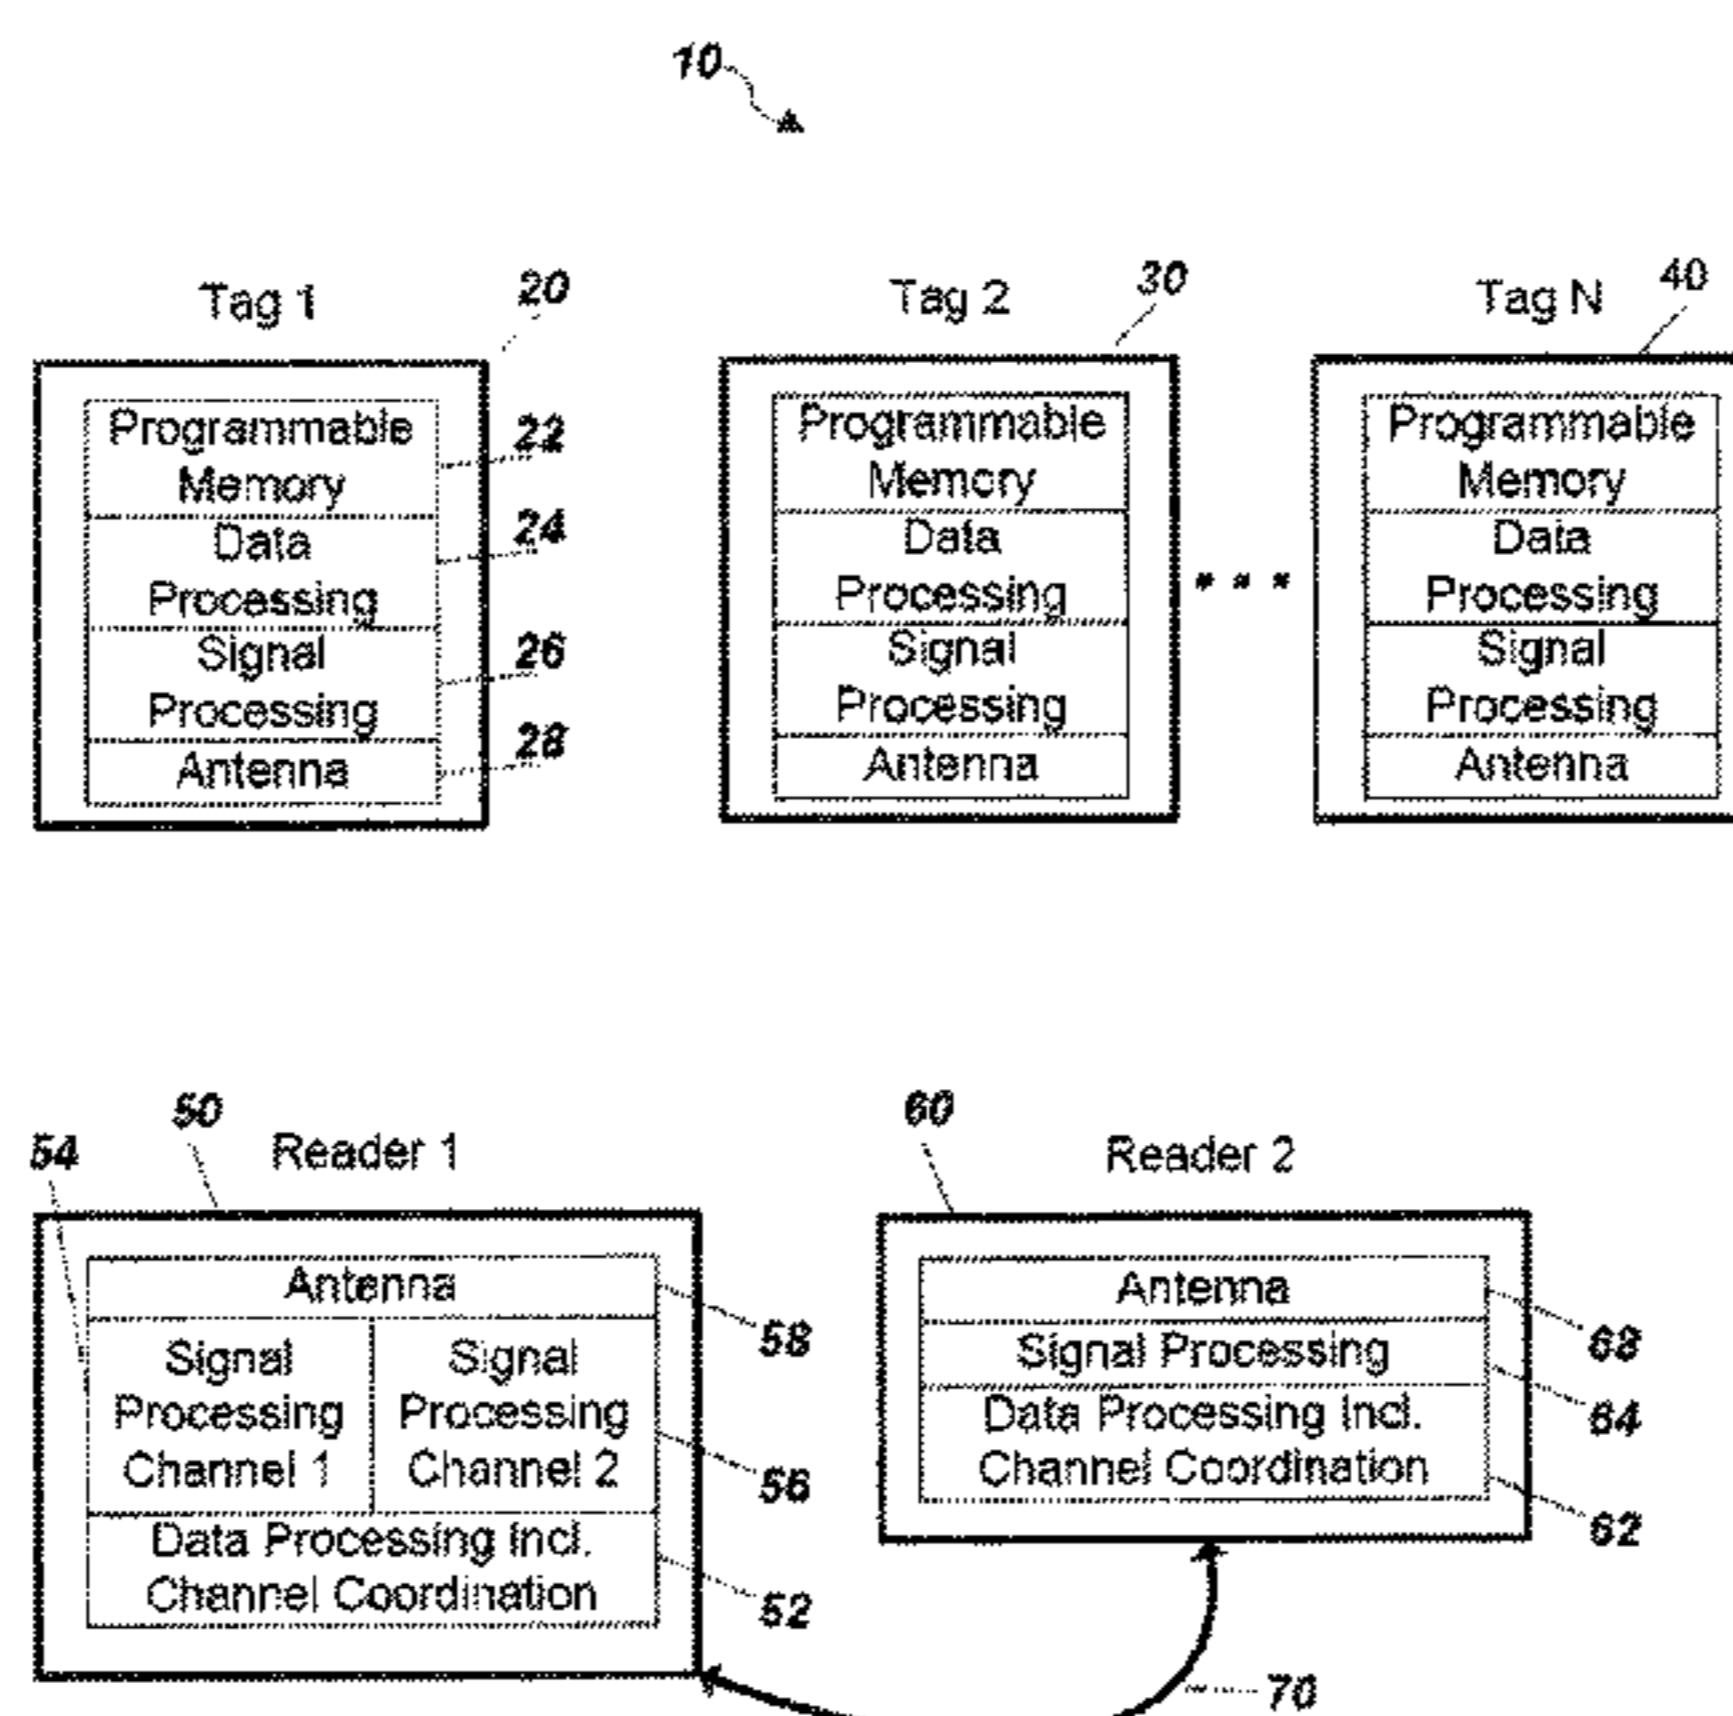 10
Tag 1
20
Programmable
Memory
22
Data
Processing
24
Signal
Processing
26
Antenna
28
Tag 2
30
Programmable
Memory
Data
Processing
Signal
Processing
Antenna
Tag N
40
Programmable
Memory
Data
Processing
Signal
Processing
Antenna
50
54
Reader 1
Antenna
58
Signal
Processing
Channel 1
Signal
Processing
Channel 2
56
Data Processing Incl.
Channel Coordination
52
60
Reader 2
Antenna
68
Signal Processing
64
Data Processing Incl.
Channel Coordination
62
70